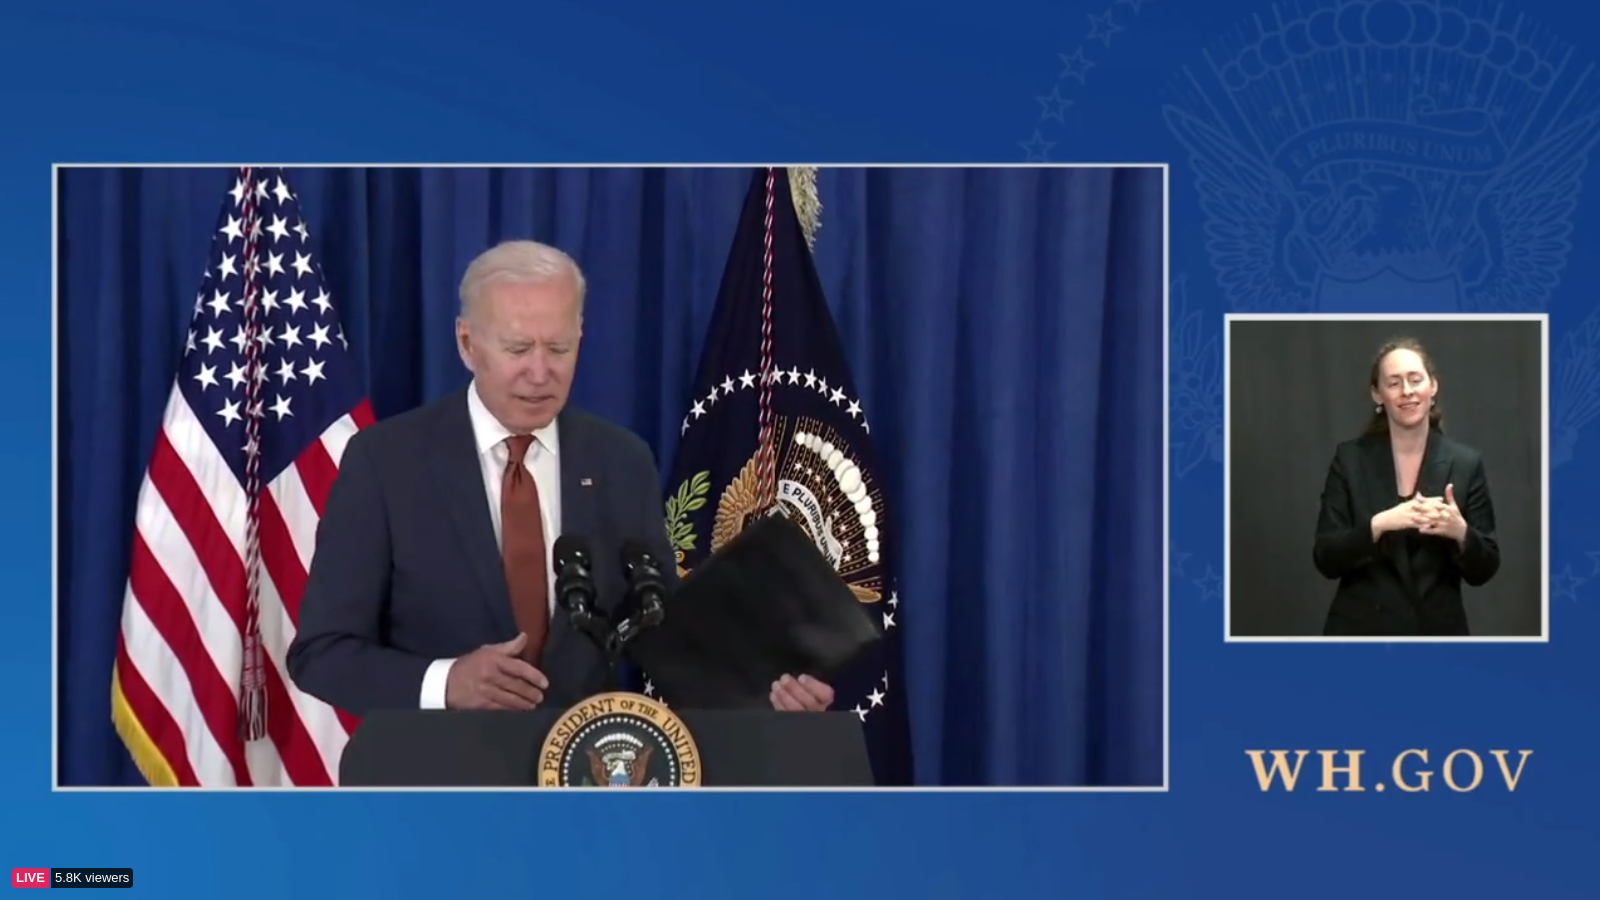 E PLURIBUS UNUM
E PLURIBUS UNUM
PRESIDENT OF THE UNITED
WH.GOV
LIVE 5.8K viewers